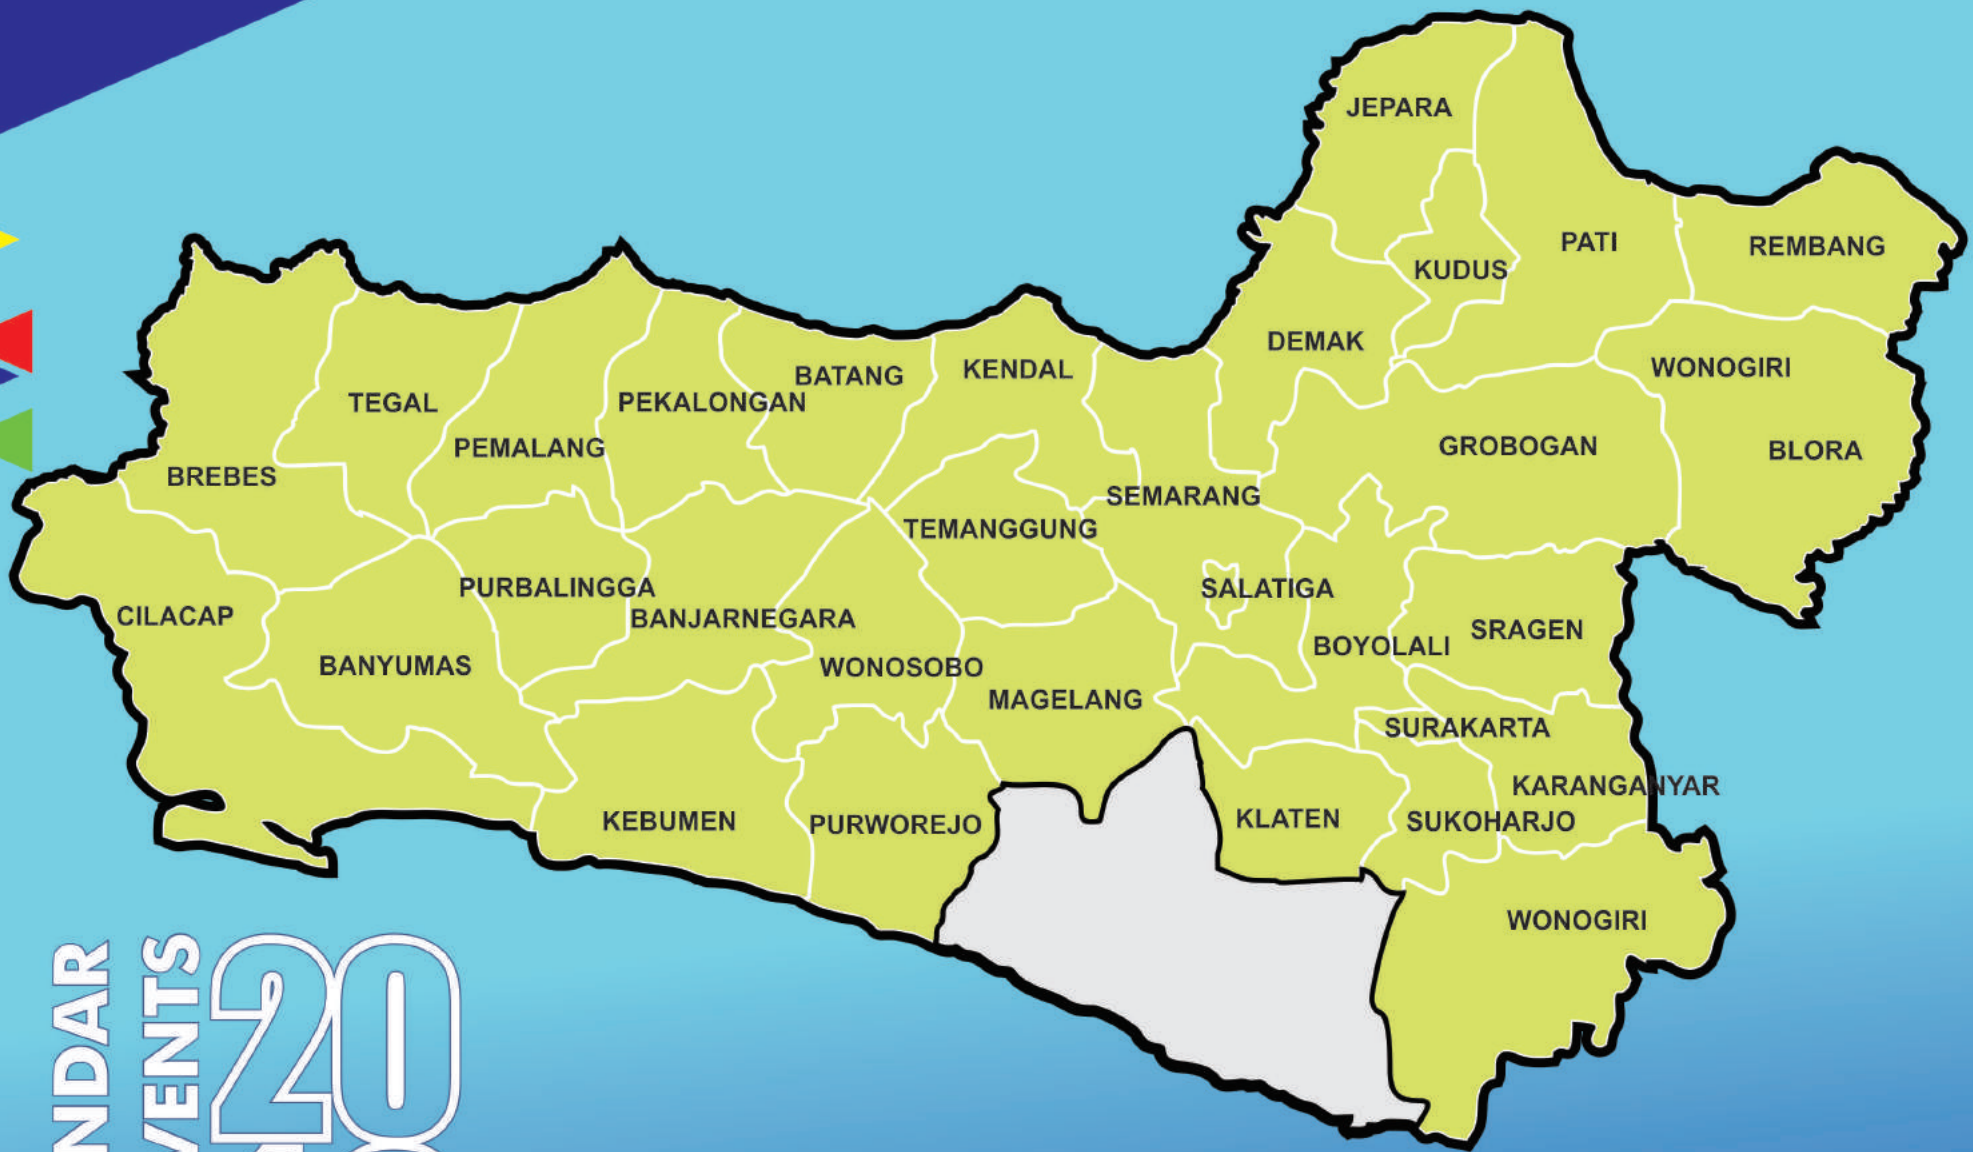 JEPARA
PATI
REMBANG
KUDUS
DEMAK
WONOGIRI
BATANG
KENDAL
TEGAL
PEKALONGAN
PEMALANG
GROBOGAN
BLORA
BREBES
SEMARANG
TEMANGGUNG
PURBALINGGA
SALATIGA
CILACAP
BANJARNEGARA
SRAGEN
BOYOLALI
BANYUMAS
WONOSOBO
MAGELANG
SURAKARTA
KARANGANYAR
KEBUMEN
PURWOREJO
KLATEN
SUKOHARJO
WONOGIRI
NDAR
VENTS
20